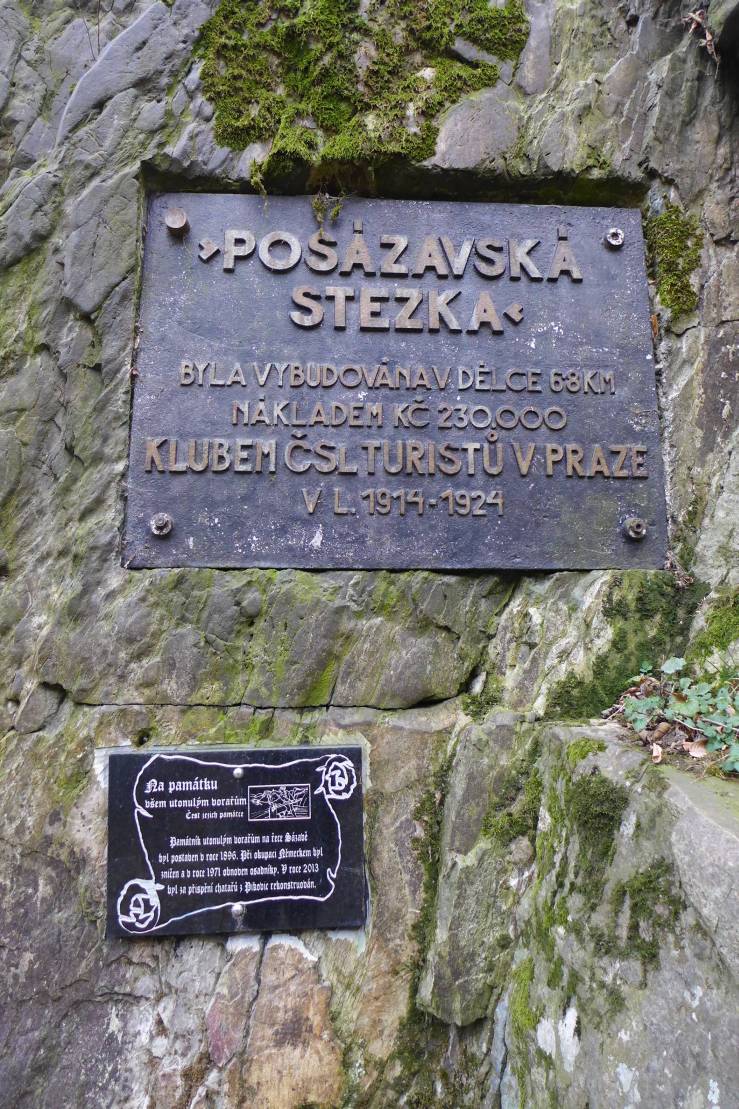 ›POSÁZAVSKÁ
STEZKA‹
BYLA VYBUDOVÁNA V DÉLCE 68 KM
NÁKLADEM KČ 230.000
KLUBEM ČSL TURISTŮ V PRAZE
V L. 1914-1924
Na památku
všem utonulým vorařům
Čest jejich památce
Památník utonulým vorařům na řece Sázavě
byl postaven v roce 1896. Při okupaci Německem byl
zničen a v roce 1971 obnoven osadníky. V roce 2013
byl za přispění chatařů z Pikovic rekonstruován.